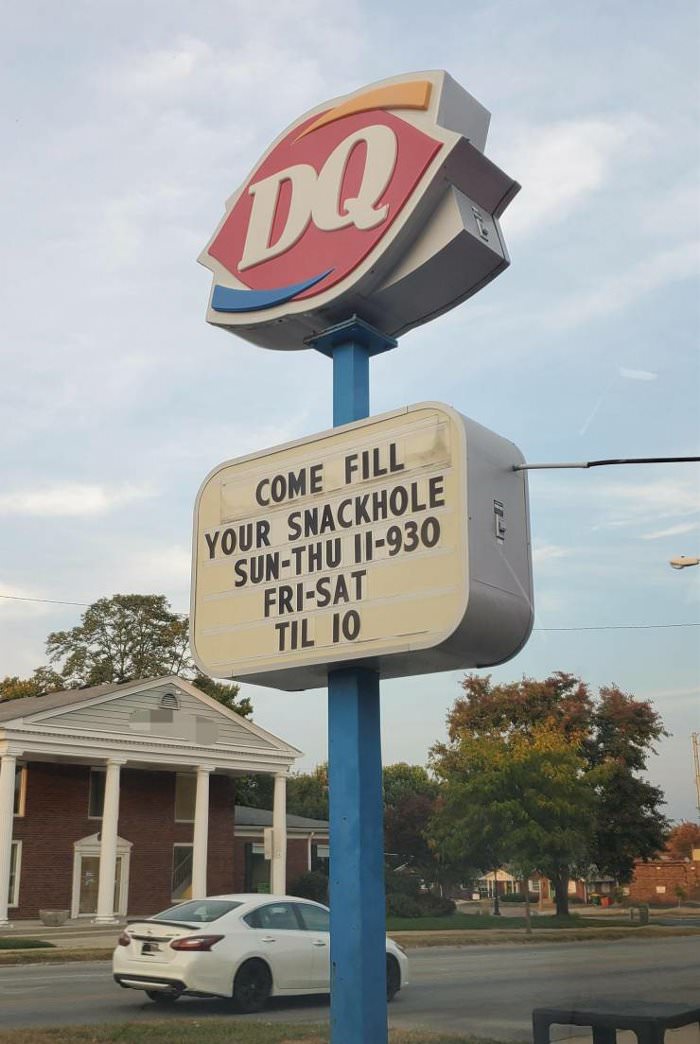 DQ
COME FILL
YOUR SNACKHOLE
SUN-THU 11-930
FRI-SAT
TIL 10